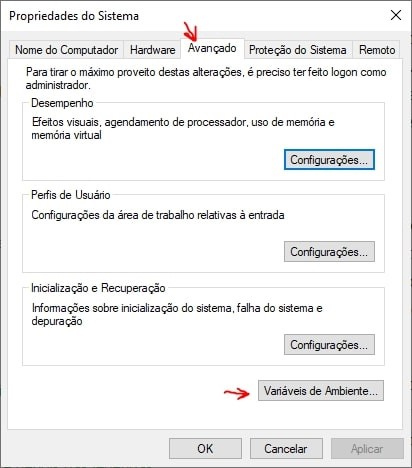 Propriedades do Sistema
Nome do Computador Hardware Avançado Proteção do Sistema Remoto
Para tirar o máximo proveito destas alterações, é preciso ter feito logon como
administrador.
Desempenho
Efeitos visuais, agendamento de processador, uso de memória e
memória virtual
Configurações...
Perfis de Usuário
Configurações da área de trabalho relativas à entrada
Configurações...
Inicialização e Recuperação
Informações sobre inicialização do sistema, falha do sistema e
depuração
Configurações...
Variáveis de Ambiente...
OK Cancelar Aplicar